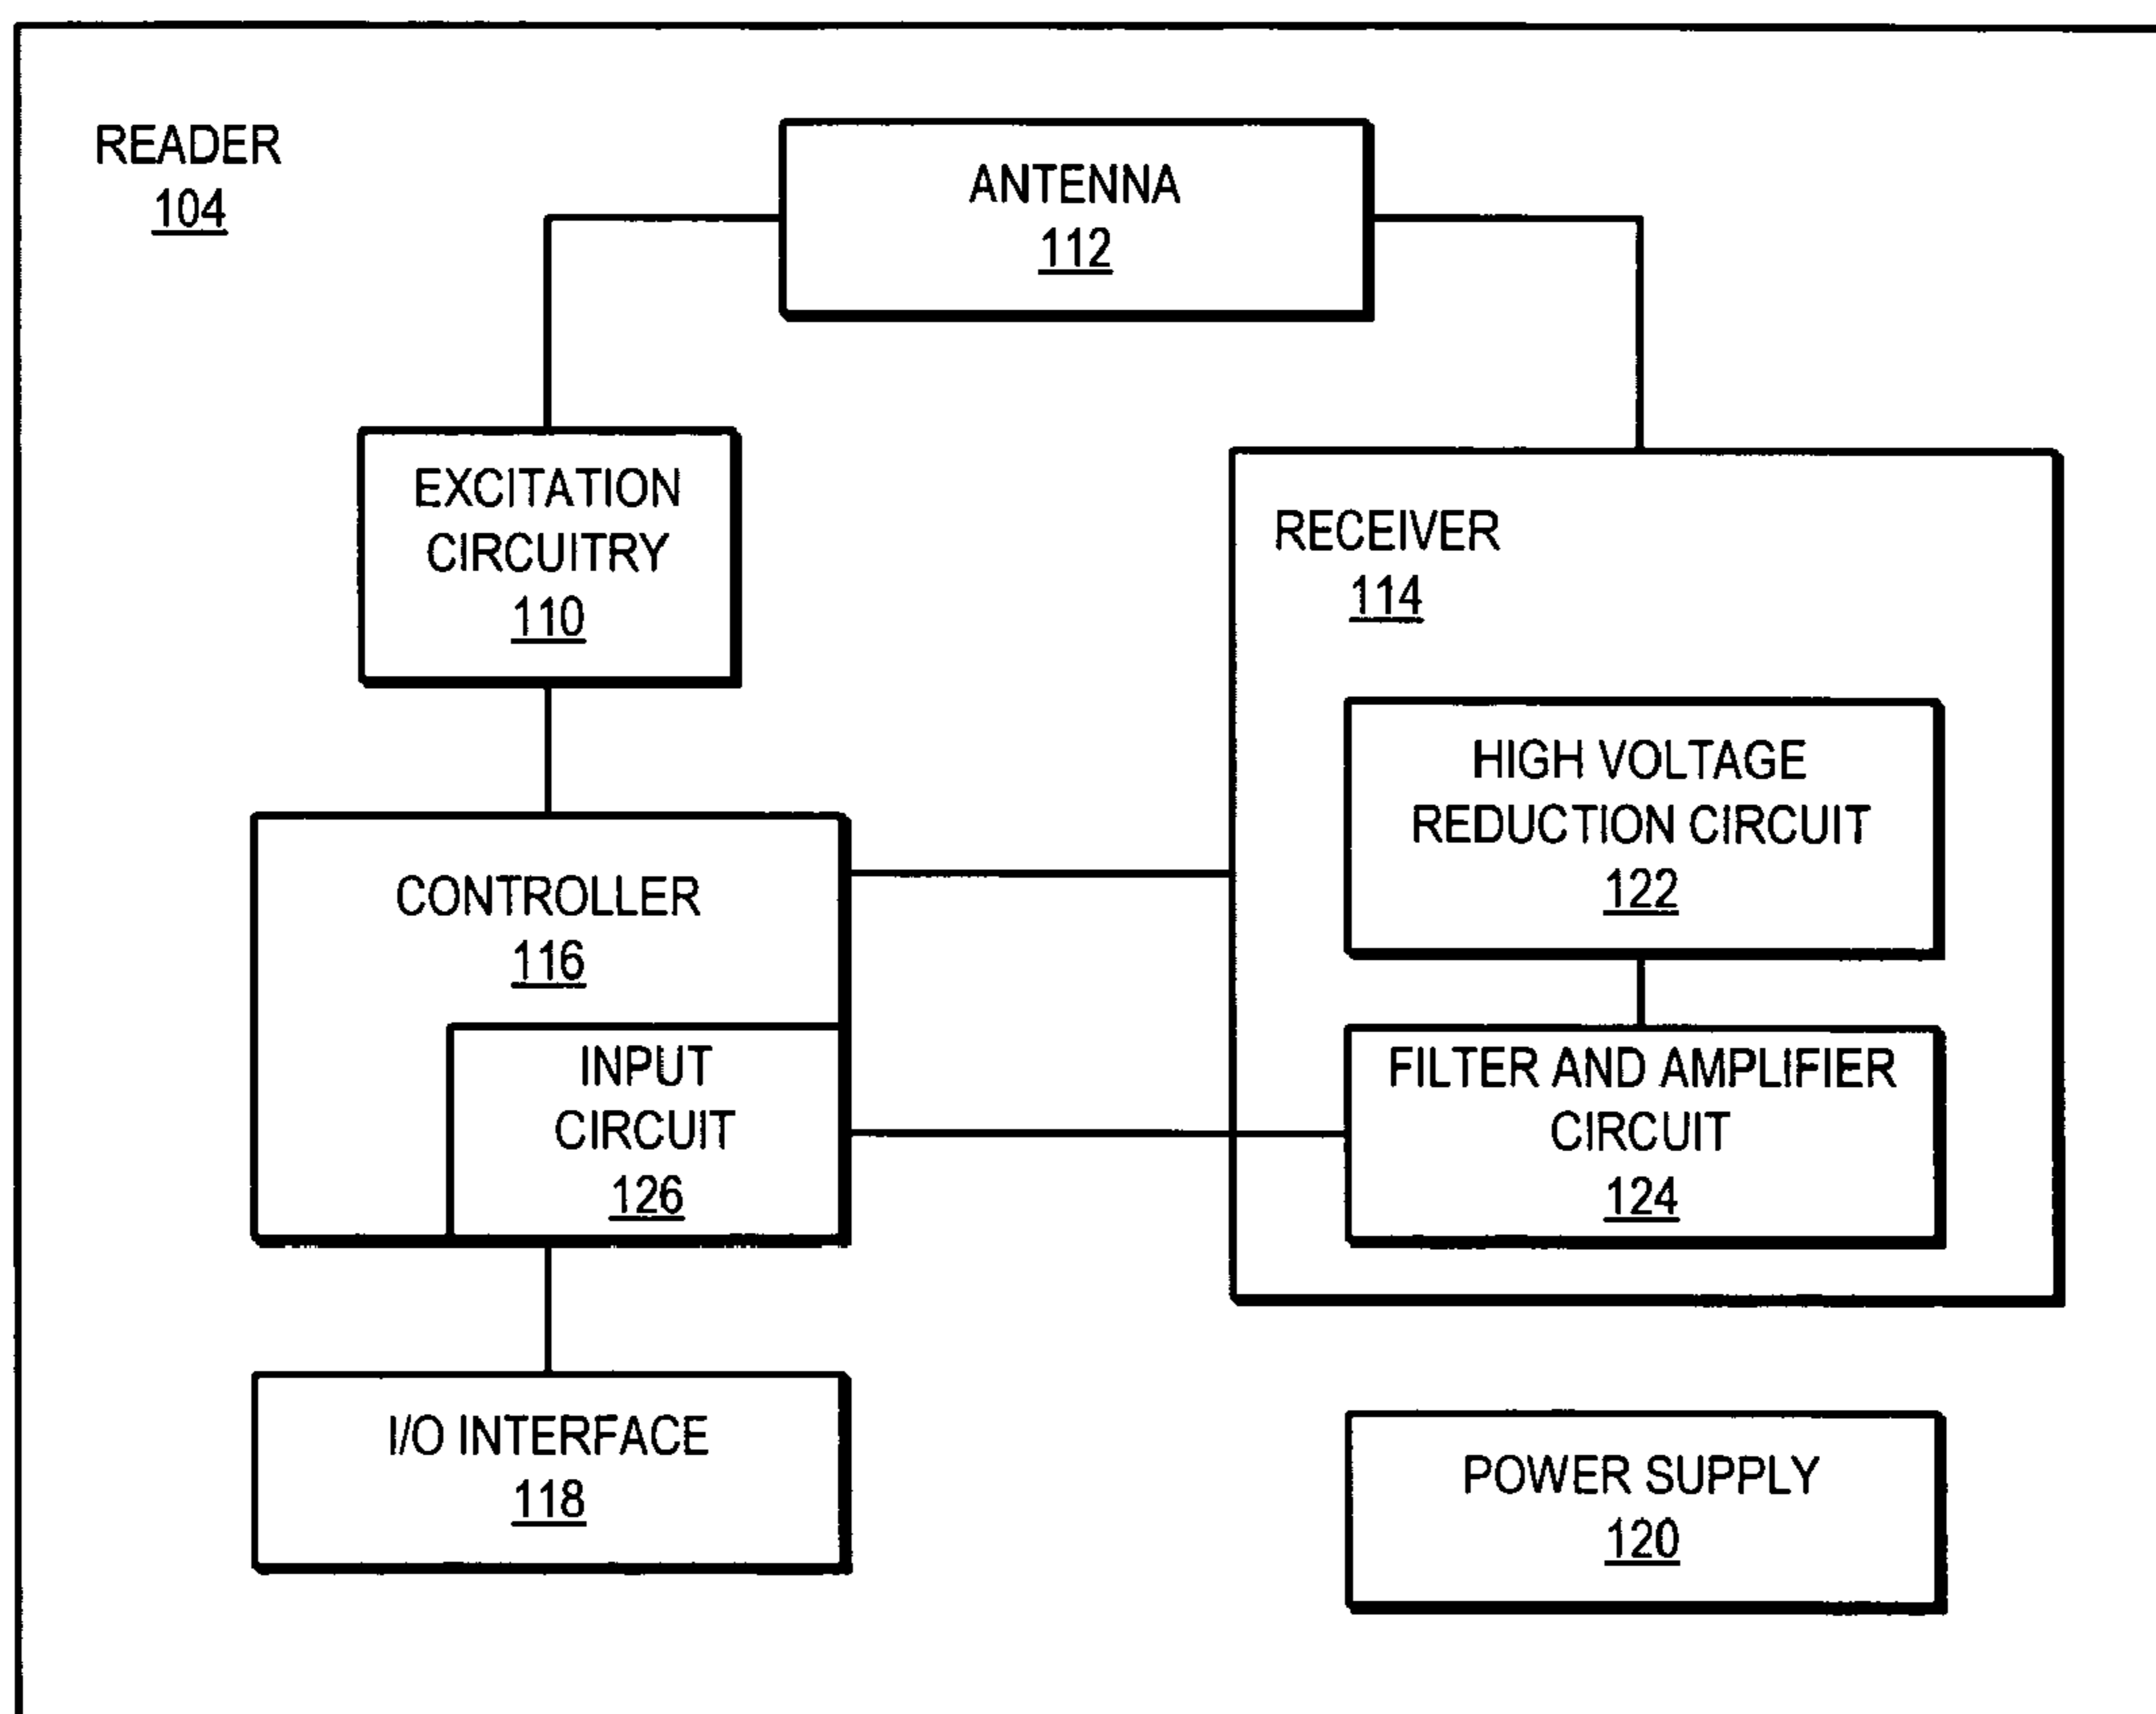 READER
104
ANTENNA
112
EXCITATION
CIRCUITRY
110
RECEIVER
114
HIGH VOLTAGE
REDUCTION CIRCUIT
122
CONTROLLER
116
INPUT
CIRCUIT
126
FILTER AND AMPLIFIER
CIRCUIT
124
I/O INTERFACE
118
POWER SUPPLY
120